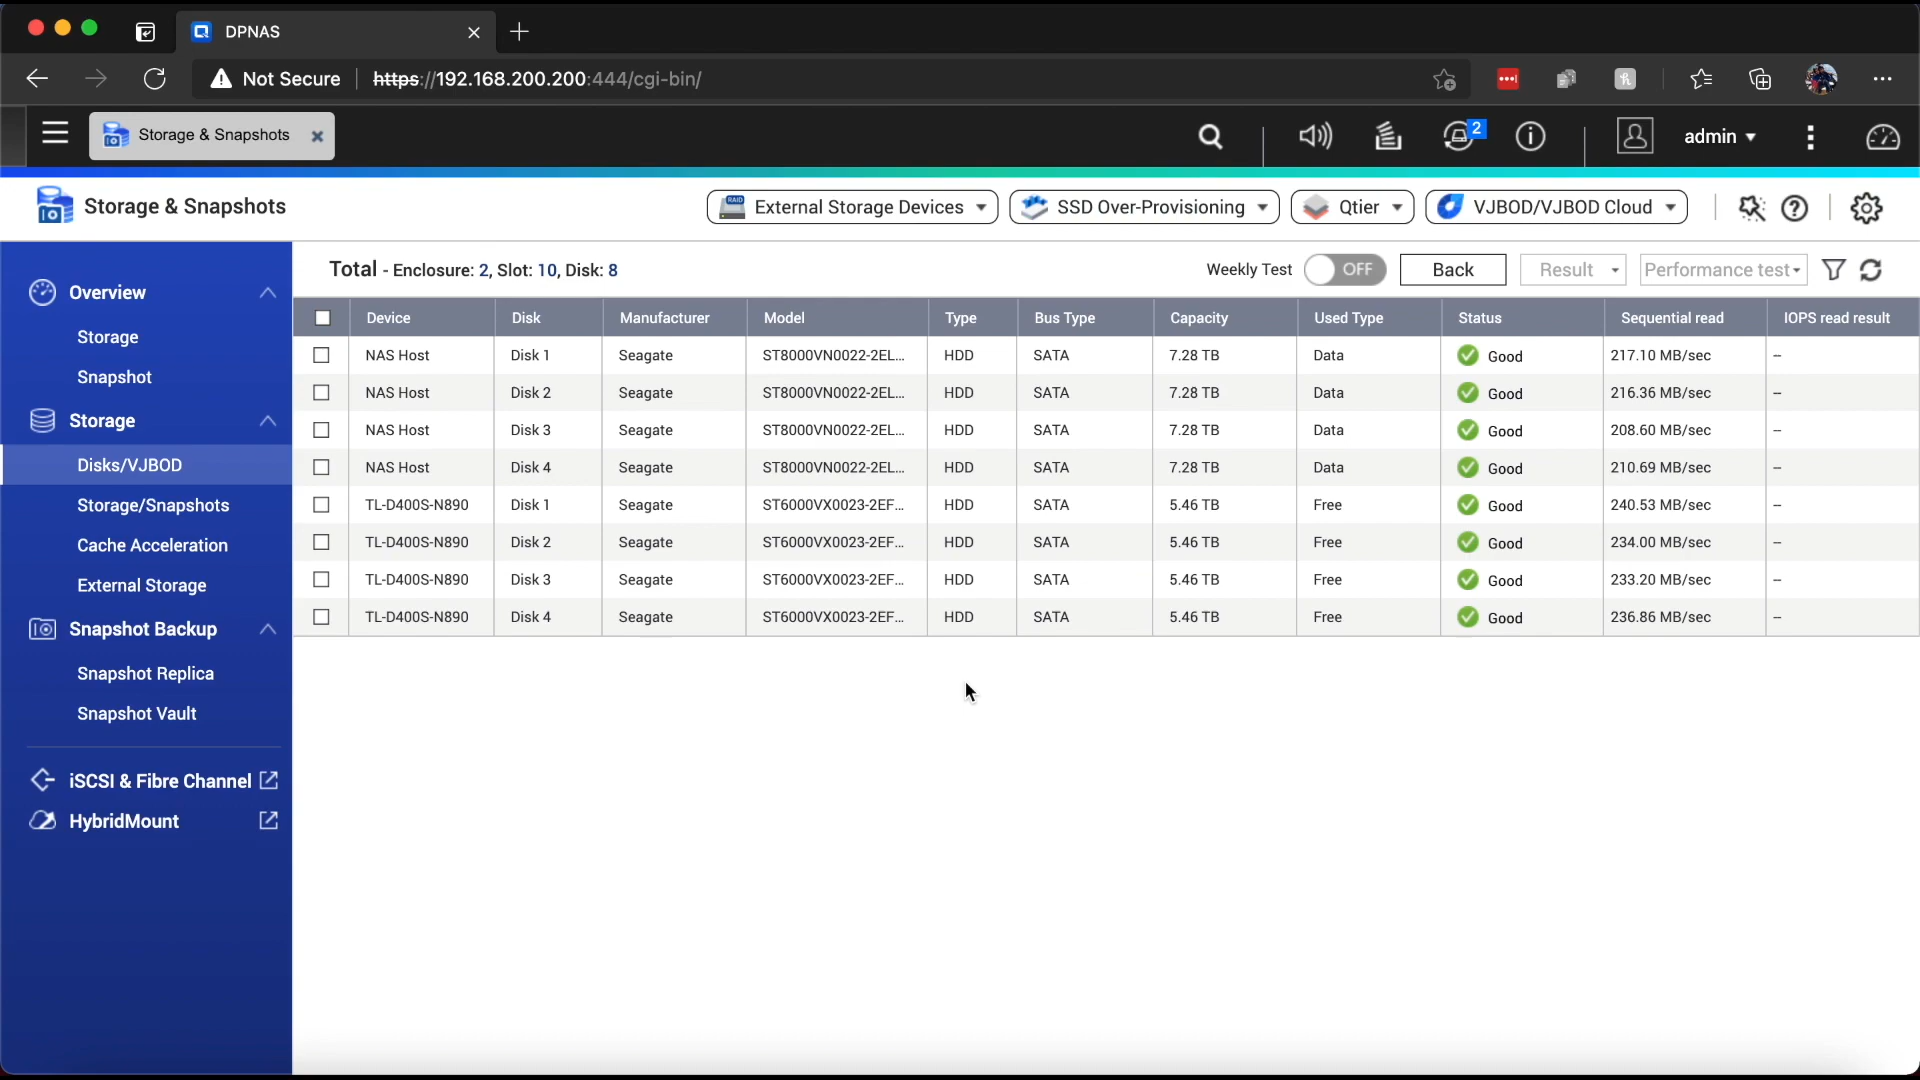 DPNAS
Not Secure https://192.168.200.200:444/cgi-bin/
Storage & Snapshots
2
admin
Storage & Snapshots
External Storage Devices
SSD Over-Provisioning
Qtier
VJBOD/VJBOD Cloud
Overview
Storage
Snapshot
Storage
Disks/VJBOD
Storage/Snapshots
Cache Acceleration
External Storage
Snapshot Backup
Snapshot Replica
Snapshot Vault
iSCSI & Fibre Channel
HybridMount
Total - Enclosure: 2, Slot: 10, Disk: 8
Weekly Test OFF Back Result Performance test
Device Disk Manufacturer Model Type Bus Type Capacity Used Type Status Sequential read IOPS read result
NAS Host Disk 1 Seagate ST8000VN0022-2EL... HDD SATA 7.28 TB Data Good 217.10 MB/sec --
NAS Host Disk 2 Seagate ST8000VN0022-2EL... HDD SATA 7.28 TB Data Good 216.36 MB/sec --
NAS Host Disk 3 Seagate ST8000VN0022-2EL... HDD SATA 7.28 TB Data Good 208.60 MB/sec --
NAS Host Disk 4 Seagate ST8000VN0022-2EL... HDD SATA 7.28 TB Data Good 210.69 MB/sec --
TL-D400S-N890 Disk 1 Seagate ST6000VX0023-2EF... HDD SATA 5.46 TB Free Good 240.53 MB/sec --
TL-D400S-N890 Disk 2 Seagate ST6000VX0023-2EF... HDD SATA 5.46 TB Free Good 234.00 MB/sec --
TL-D400S-N890 Disk 3 Seagate ST6000VX0023-2EF... HDD SATA 5.46 TB Free Good 233.20 MB/sec --
TL-D400S-N890 Disk 4 Seagate ST6000VX0023-2EF... HDD SATA 5.46 TB Free Good 236.86 MB/sec --